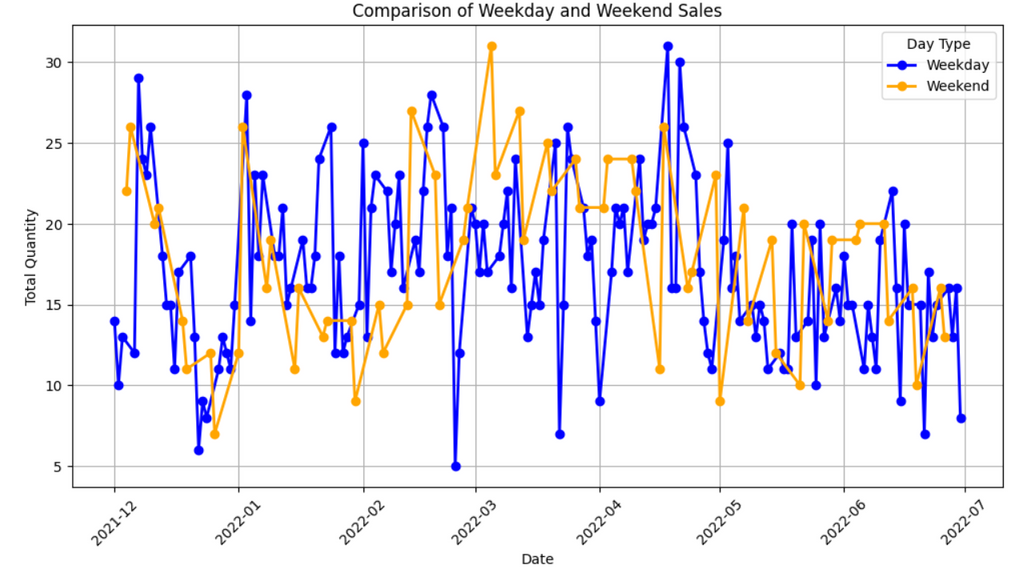 Comparison of Weekday and Weekend Sales
Day Type
Weekday
Weekend
Total Quantity
30
25
20
15
10
5
2021-12
2022-01
2022-02
2022-03
2022-04
2022-05
2022-06
2022-07
Date